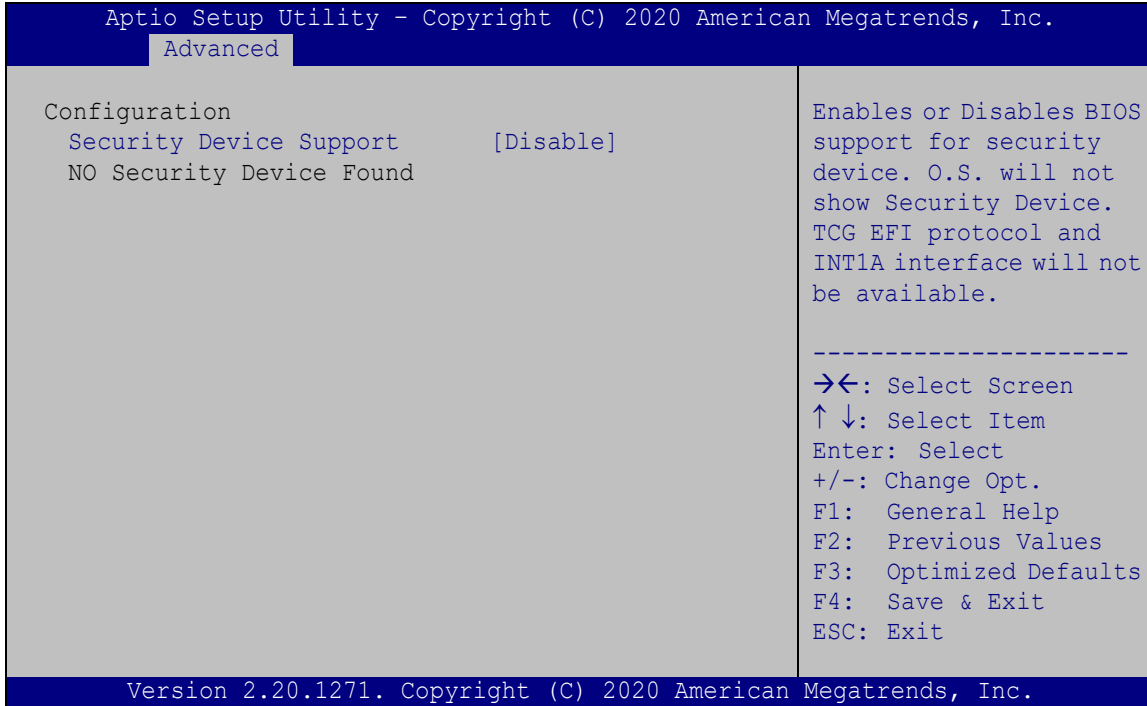 Aptio Setup Utility – Copyright (C) 2020 American Megatrends, Inc.
Advanced
Configuration
Security Device Support [Disable]
NO Security Device Found
Enables or Disables BIOS
support for security
device. O.S. will not
show Security Device.
TCG EFI protocol and
INT1A interface will not
be available.
----------------------
→←: Select Screen
↑ ↓: Select Item
Enter: Select
+/-: Change Opt.
F1: General Help
F2: Previous Values
F3: Optimized Defaults
F4: Save & Exit
ESC: Exit
Version 2.20.1271. Copyright (C) 2020 American Megatrends, Inc.